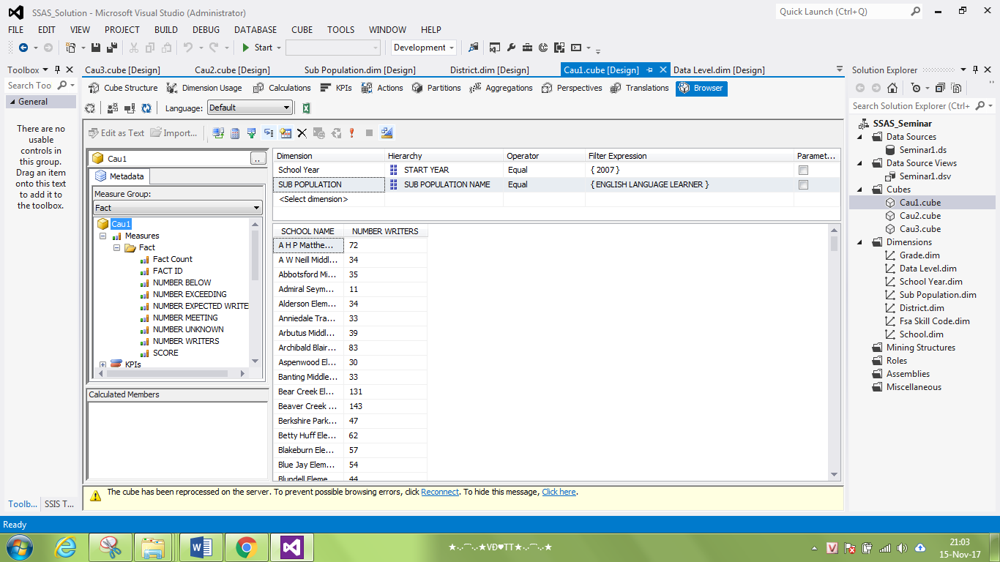 SSAS_Solution - Microsoft Visual Studio (Administrator)
Quick Launch (Ctrl+Q)
FILE EDIT VIEW PROJECT BUILD DEBUG DATABASE CUBE TOOLS WINDOW HELP
Start Development
Toolbox
Search Too
General
There are no
usable
controls in
this group.
Drag an item
onto this text
to add it to
the toolbox.
Toolb... SSIS T...
Cau3.cube [Design] Cau2.cube [Design] Sub Population.dim [Design] District.dim [Design] Cau1.cube [Design] Data Level.dim [Design]
Cube Structure Dimension Usage Calculations KPIs Actions Partitions Aggregations Perspectives Translations Browser
Language: Default
Edit as Text Import...
Cau1 ..
Metadata
Measure Group:
Fact
Cau1
Measures
Fact
Fact Count
FACT ID
NUMBER BELOW
NUMBER EXCEEDING
NUMBER EXPECTED WRITE
NUMBER MEETING
NUMBER UNKNOWN
NUMBER WRITERS
SCORE
KPIs
Calculated Members
Dimension Hierarchy Operator Filter Expression Paramet...
School Year START YEAR Equal { 2007 }
SUB POPULATION SUB POPULATION NAME Equal { ENGLISH LANGUAGE LEARNER }
<Select dimension>
SCHOOL NAME NUMBER WRITERS
A H P Matthe... 72
A W Neill Middl... 34
Abbotsford Mi... 35
Admiral Seym... 11
Alderson Elem... 34
Anniedale Tra... 33
Arbutus Middl... 39
Archibald Blair... 83
Aspenwood El... 30
Banting Middle... 33
Bear Creek El... 131
Beaver Creek ... 143
Berkshire Park... 47
Betty Huff Ele... 62
Blakeburn Ele... 57
Blue Jay Elem... 54
Blundell Eleme... 44
The cube has been reprocessed on the server. To prevent possible browsing errors, click Reconnect. To hide this message, Click here.
Solution Explorer
Search Solution Explorer (Ctrl+
SSAS_Seminar
Data Sources
Seminar1.ds
Data Source Views
Seminar1.dsv
Cubes
Cau1.cube
Cau2.cube
Cau3.cube
Dimensions
Grade.dim
Data Level.dim
School Year.dim
Sub Population.dim
District.dim
Fsa Skill Code.dim
School.dim
Mining Structures
Roles
Assemblies
Miscellaneous
Ready
★·.·´¯`·.·★VĐ♥TT★·.·´¯`·.·★
21:03
15-Nov-17